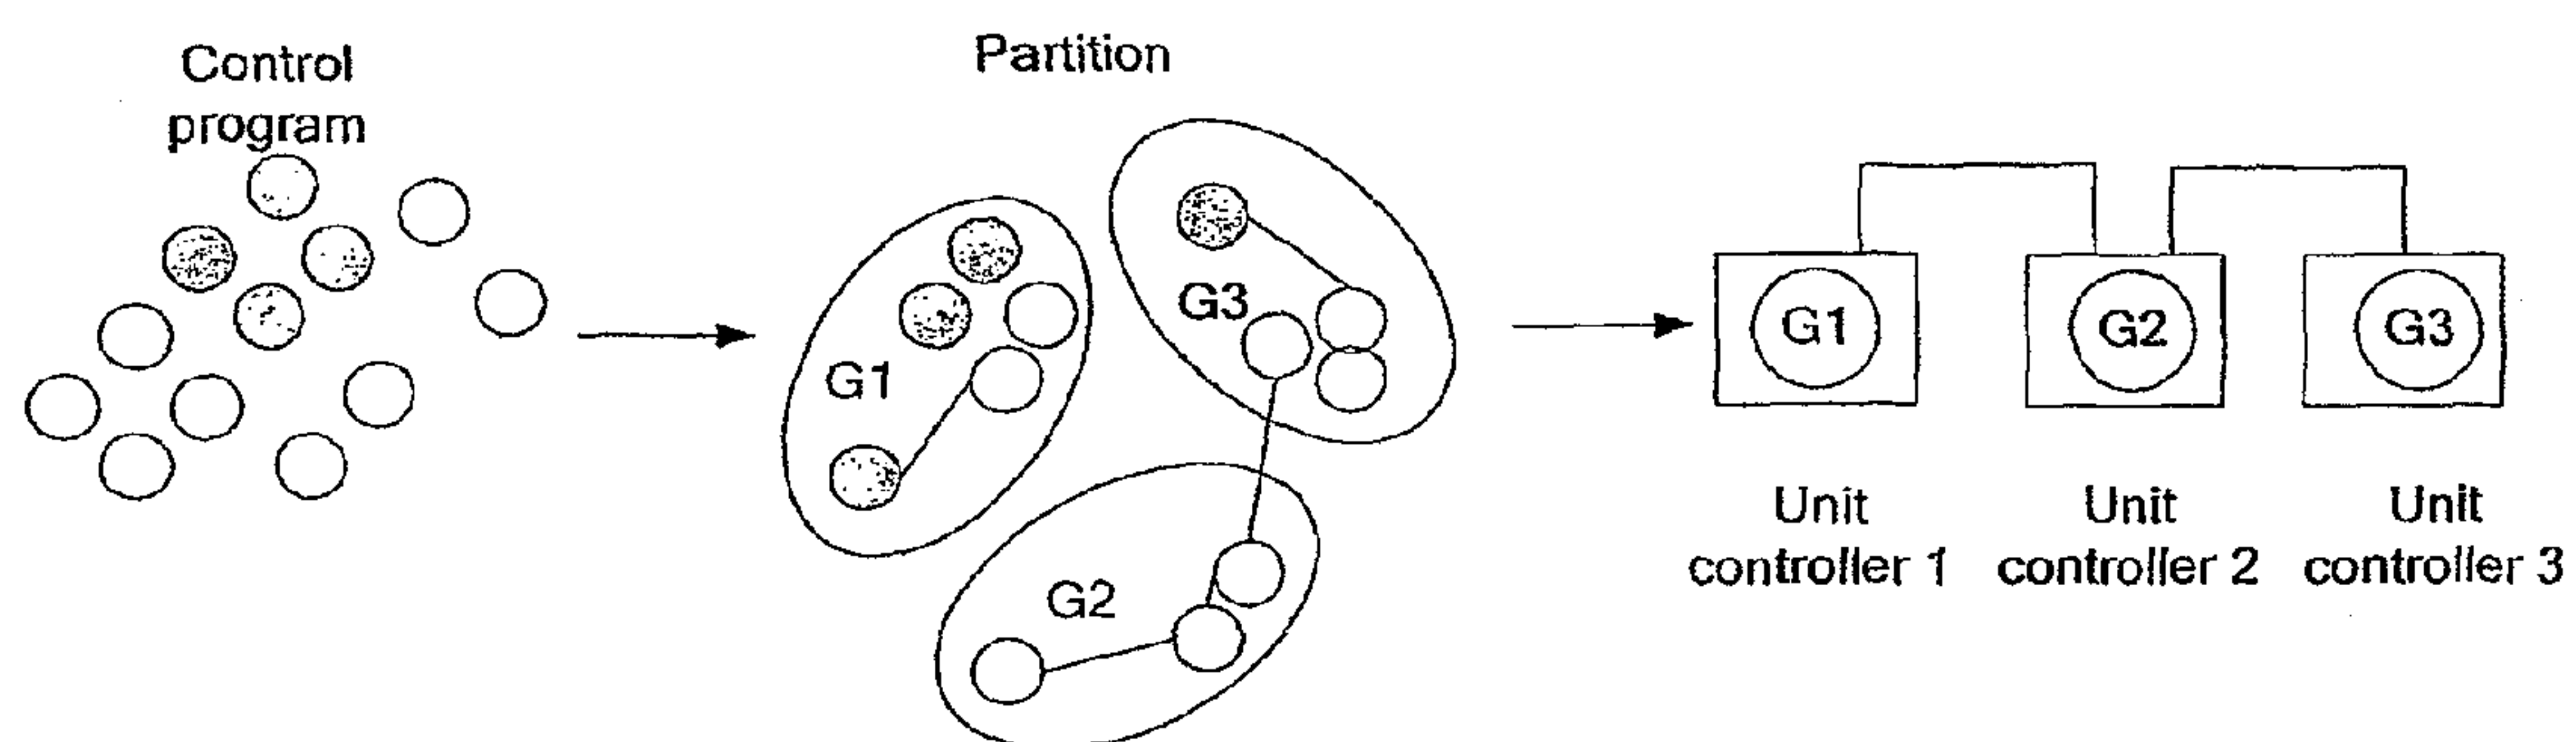 Control
program
Partition
G1
G2
G3
G1
G2
G3
Unit
controller 1
Unit
controller 2
Unit
controller 3